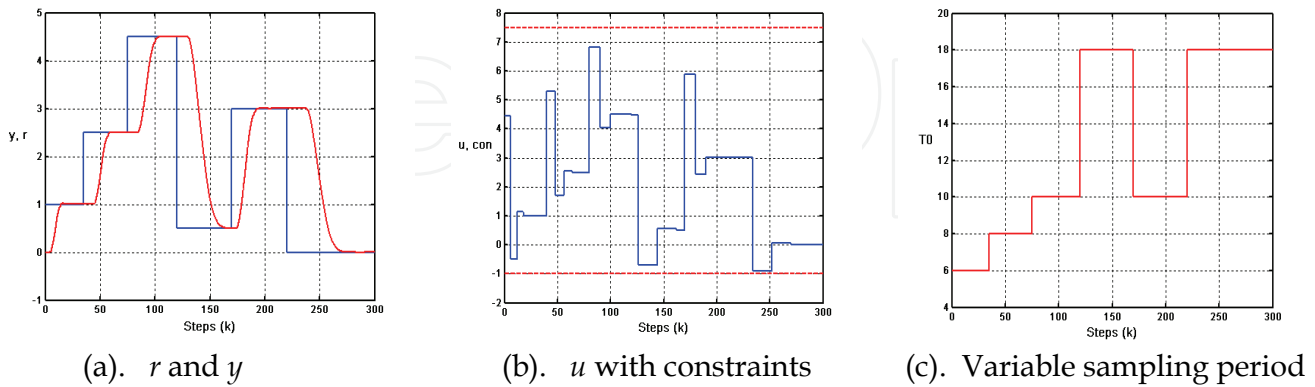 5
4
3
2
1
0
-1
y, r
0 50 100 150 200 250 300
Steps (k)
(a). r and y
8
7
6
5
4
3
2
1
0
-1
-2
u, con
0 50 100 150 200 250 300
Steps (k)
(b). u with constraints
20
18
16
14
12
10
8
6
4
T0
0 50 100 150 200 250 300
Steps (k)
(c). Variable sampling period